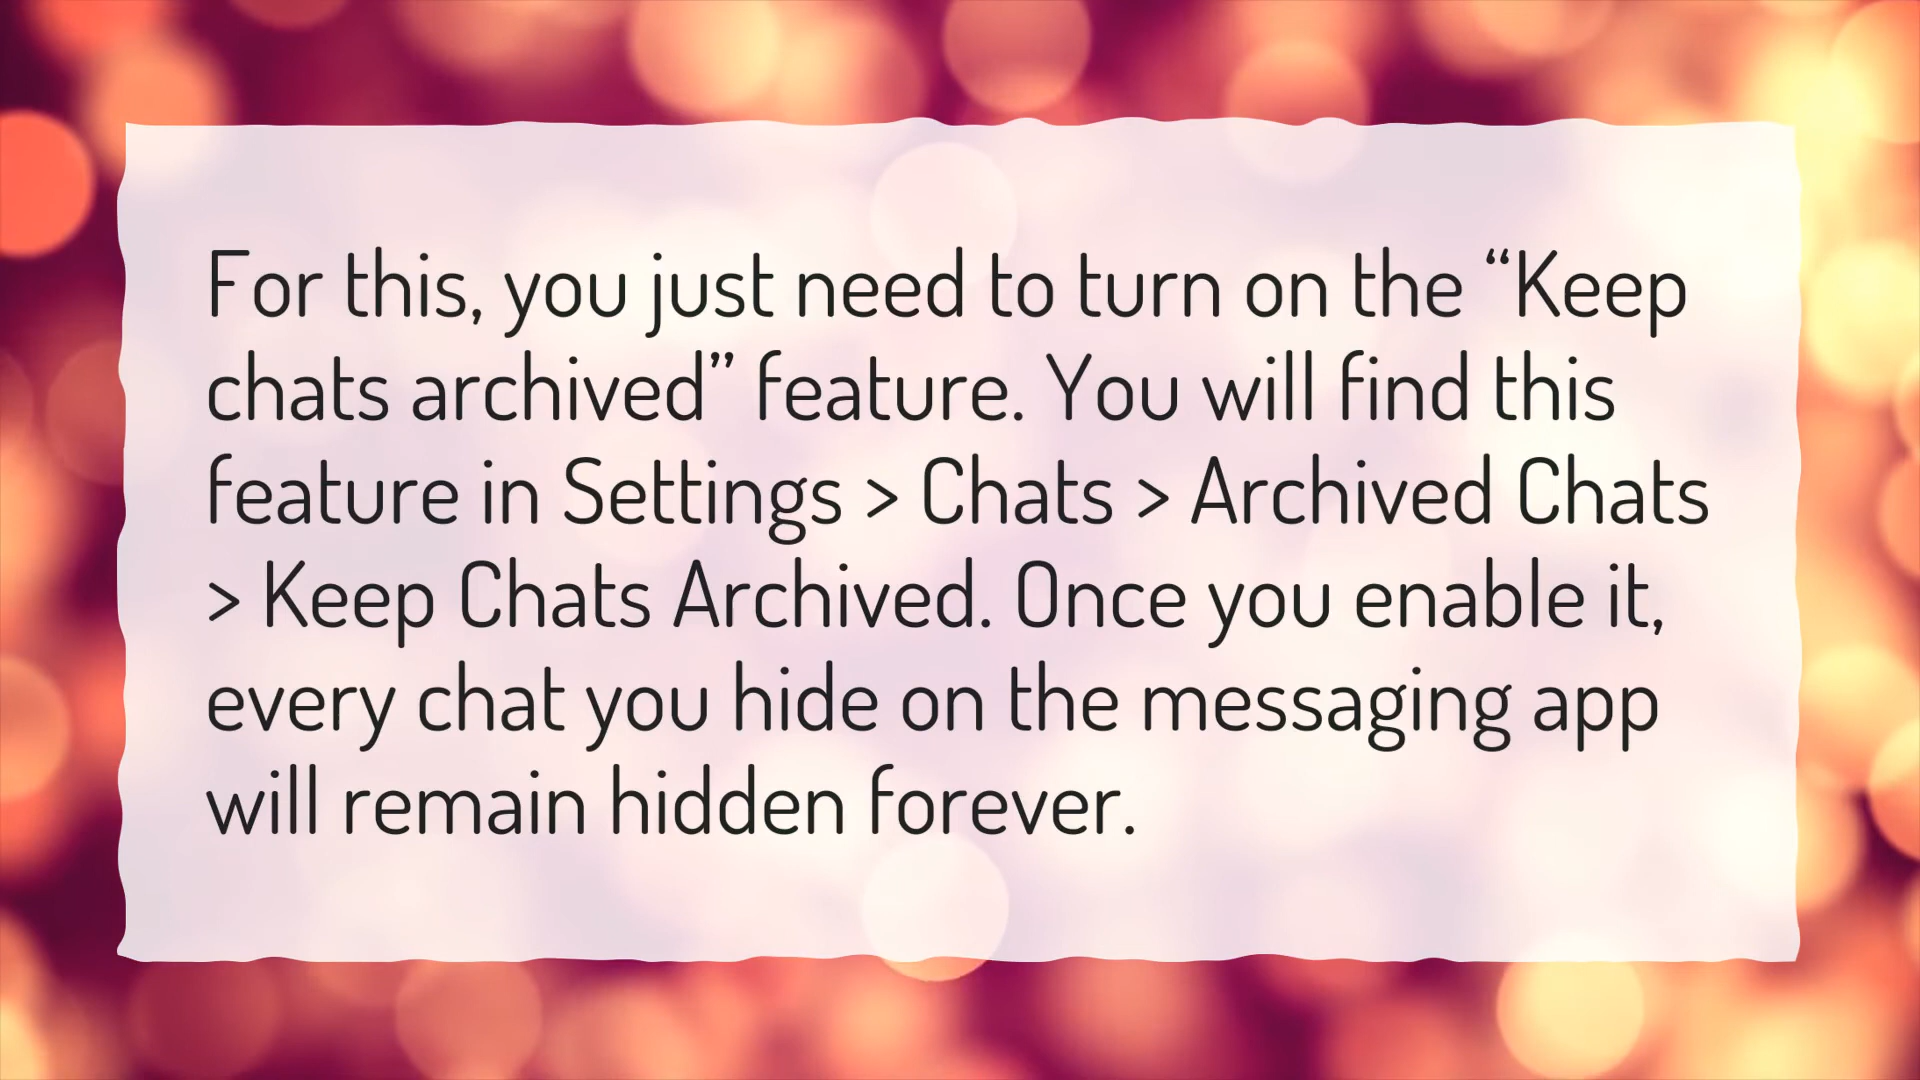 For this, you just need to turn on the “Keep
chats archived” feature. You will find this
feature in Settings > Chats > Archived Chats
> Keep Chats Archived. Once you enable it,
every chat you hide on the messaging app
will remain hidden forever.